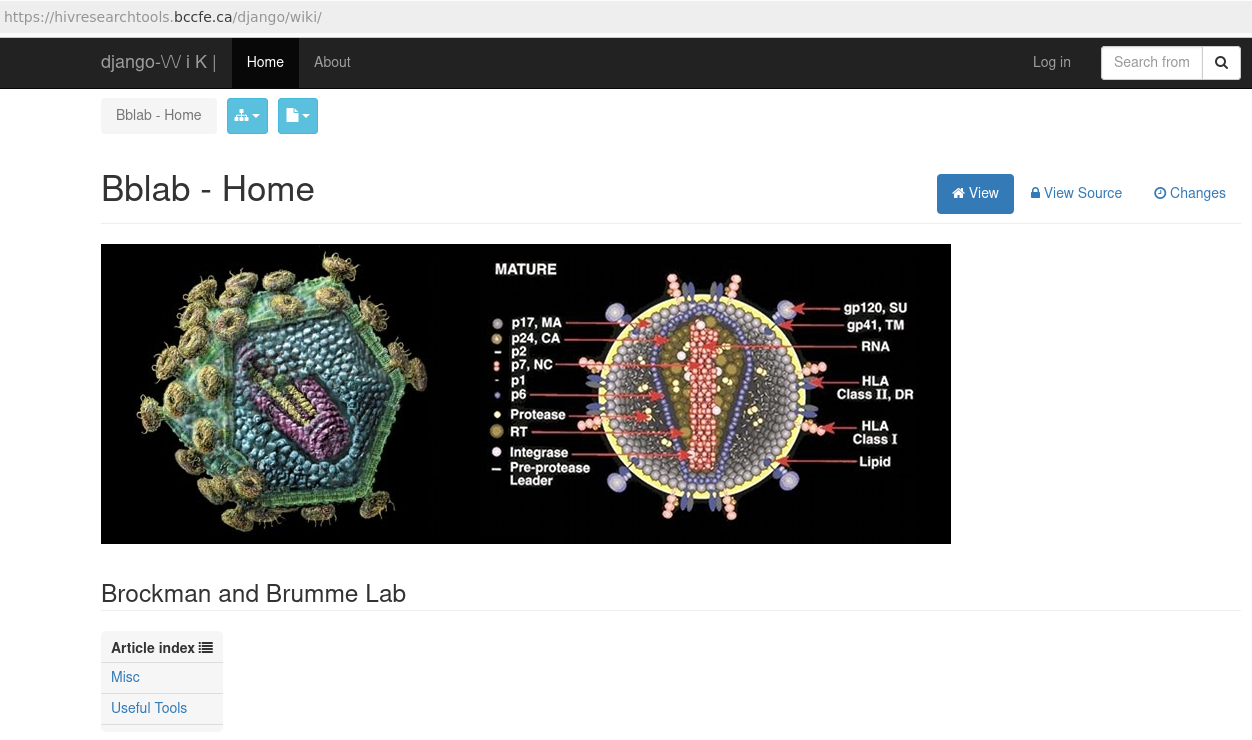 https://hivresearchtools.bccfe.ca/django/wiki/
django-\/\/ i K |
Home
About
Log in
Search from
Bblab - Home
Bblab - Home
View
View Source
Changes
MATURE
p17, MA
p24, CA
p2
p7, NC
p1
p6
Protease
RT
Integrase
Pre-protease
Leader
gp120, SU
gp41, TM
RNA
HLA
Class II, DR
HLA
Class I
Lipid
Brockman and Brumme Lab
Article index
Misc
Useful Tools